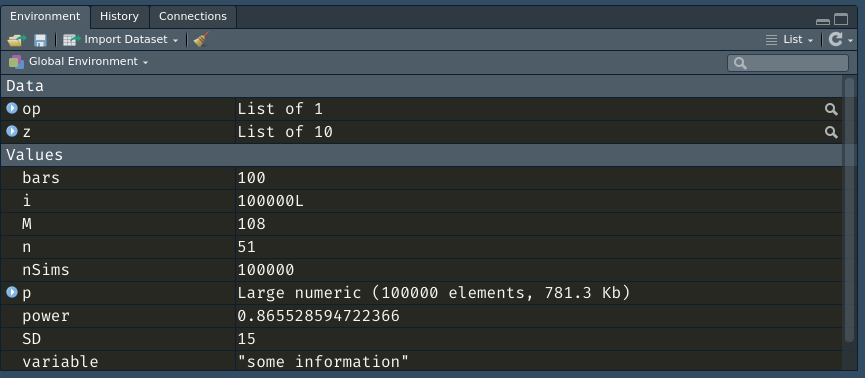 Environment History Connections
Import Dataset List
Global Environment
Data
op List of 1
z List of 10
Values
bars 100
i 100000L
M 108
n 51
nSims 100000
p Large numeric (100000 elements, 781.3 Kb)
power 0.865528594722366
SD 15
variable "some information"